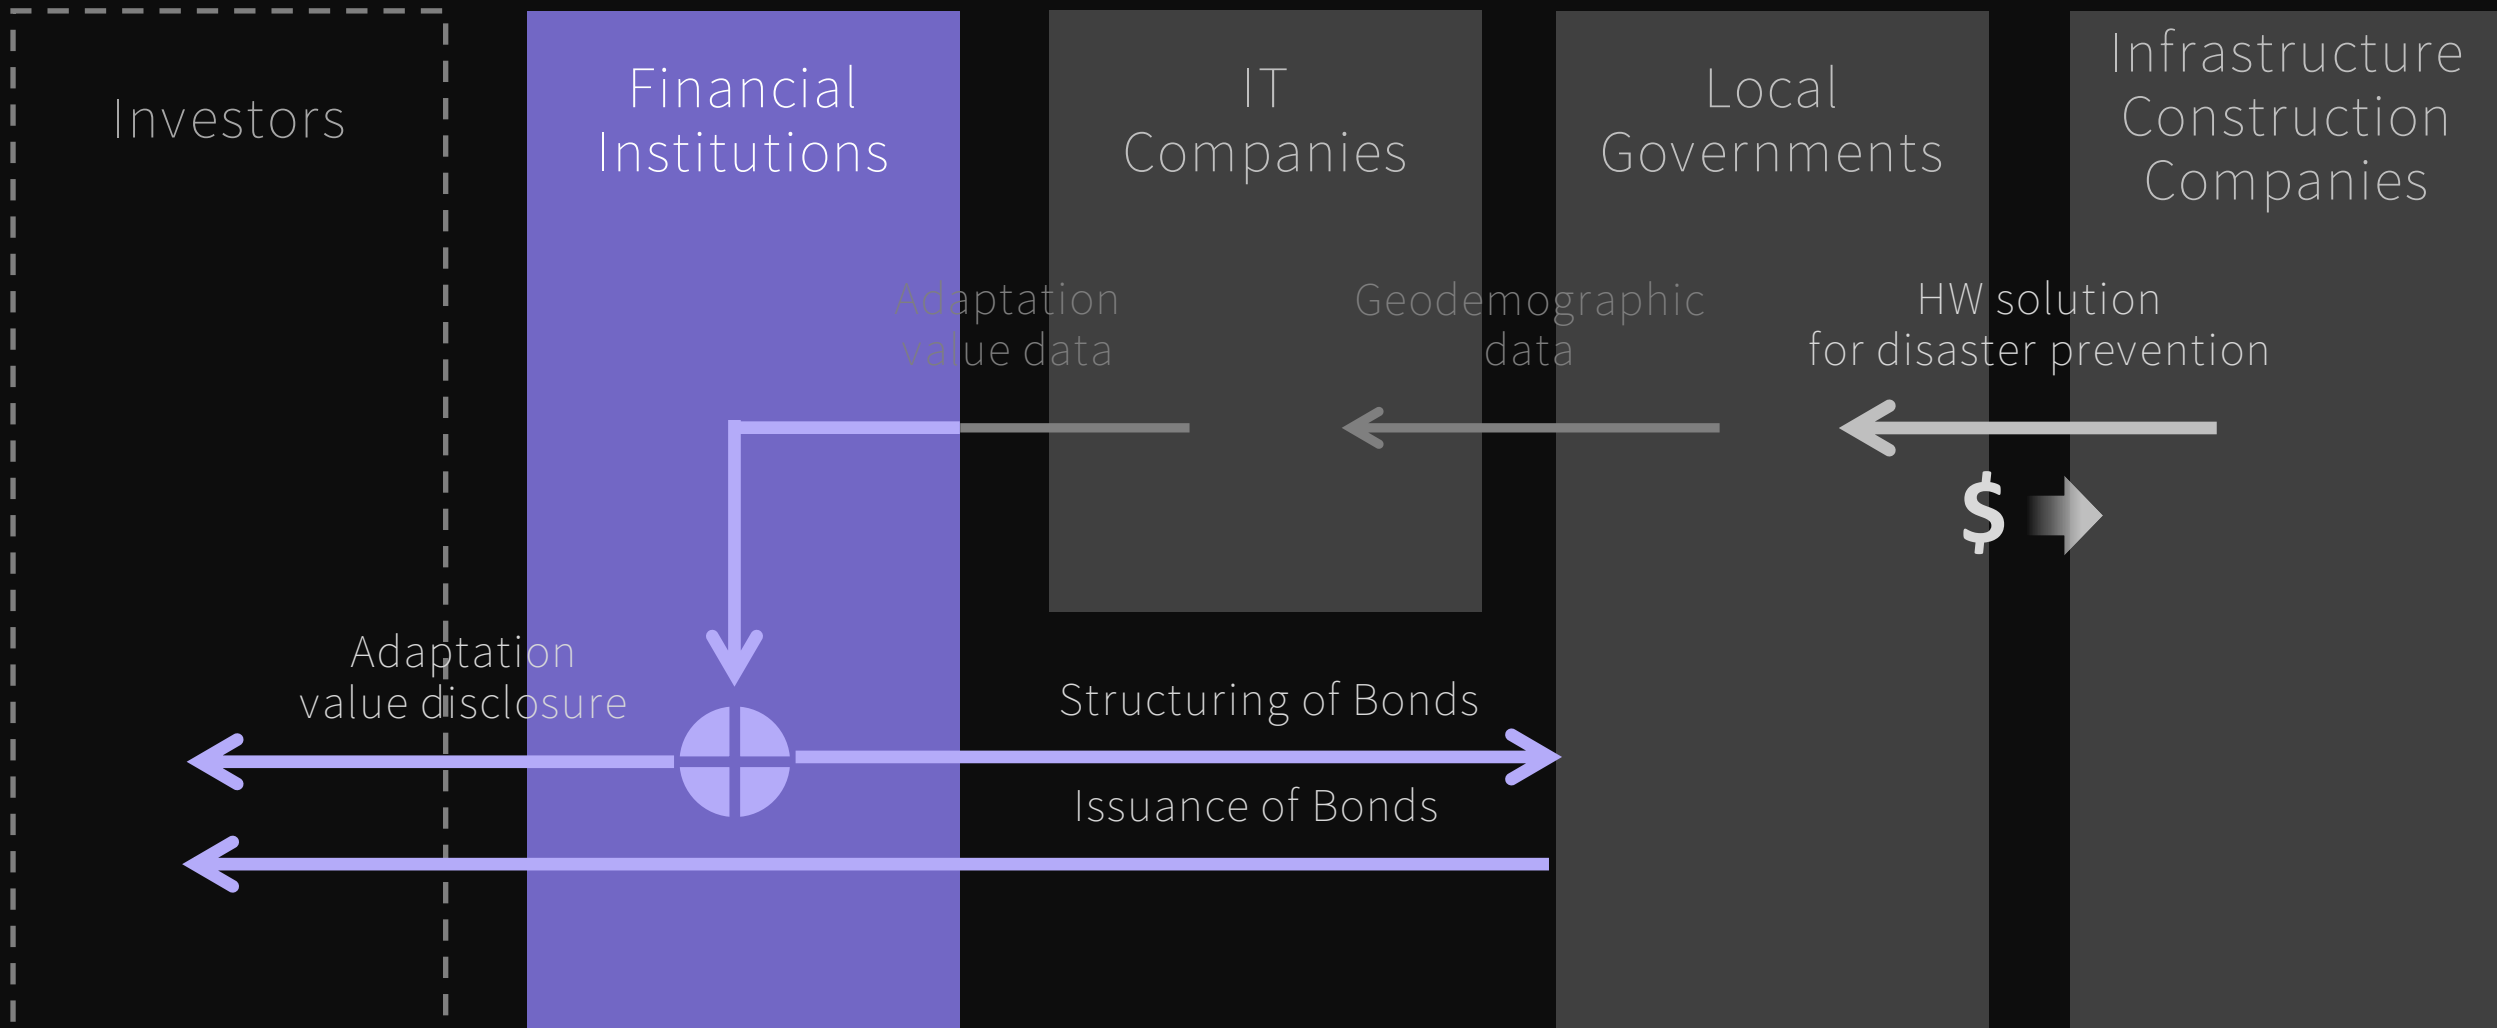 Investors
Financial
Institutions
IT
Companies
Local
Governments
Infrastructure
Construction
Companies
Adaptation
value data
Geodemographic
data
HW solution
for disaster prevention
$
Adaptation
value disclosure
Structuring of Bonds
Issuance of Bonds